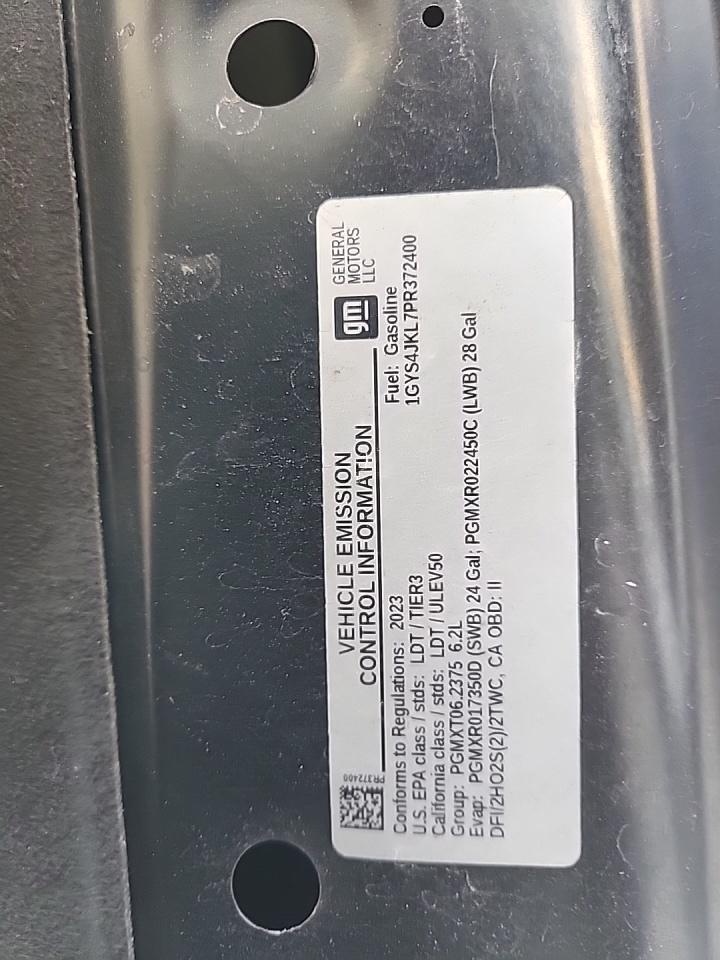 PR372400
VEHICLE EMISSION
CONTROL INFORMATION
gm
GENERAL
MOTORS
LLC
Conforms to Regulations: 2023
Fuel: Gasoline
U.S. EPA class / stds: LDT / TIER3
1GYS4JKL7PR372400
California class / stds: LDT / ULEV50
Group: PGMXT06.2375 6.2L
Evap: PGMXR017350D (SWB) 24 Gal; PGMXR022450C (LWB) 28 Gal
DFI/2HO2S(2)/2TWC, CA OBD: II